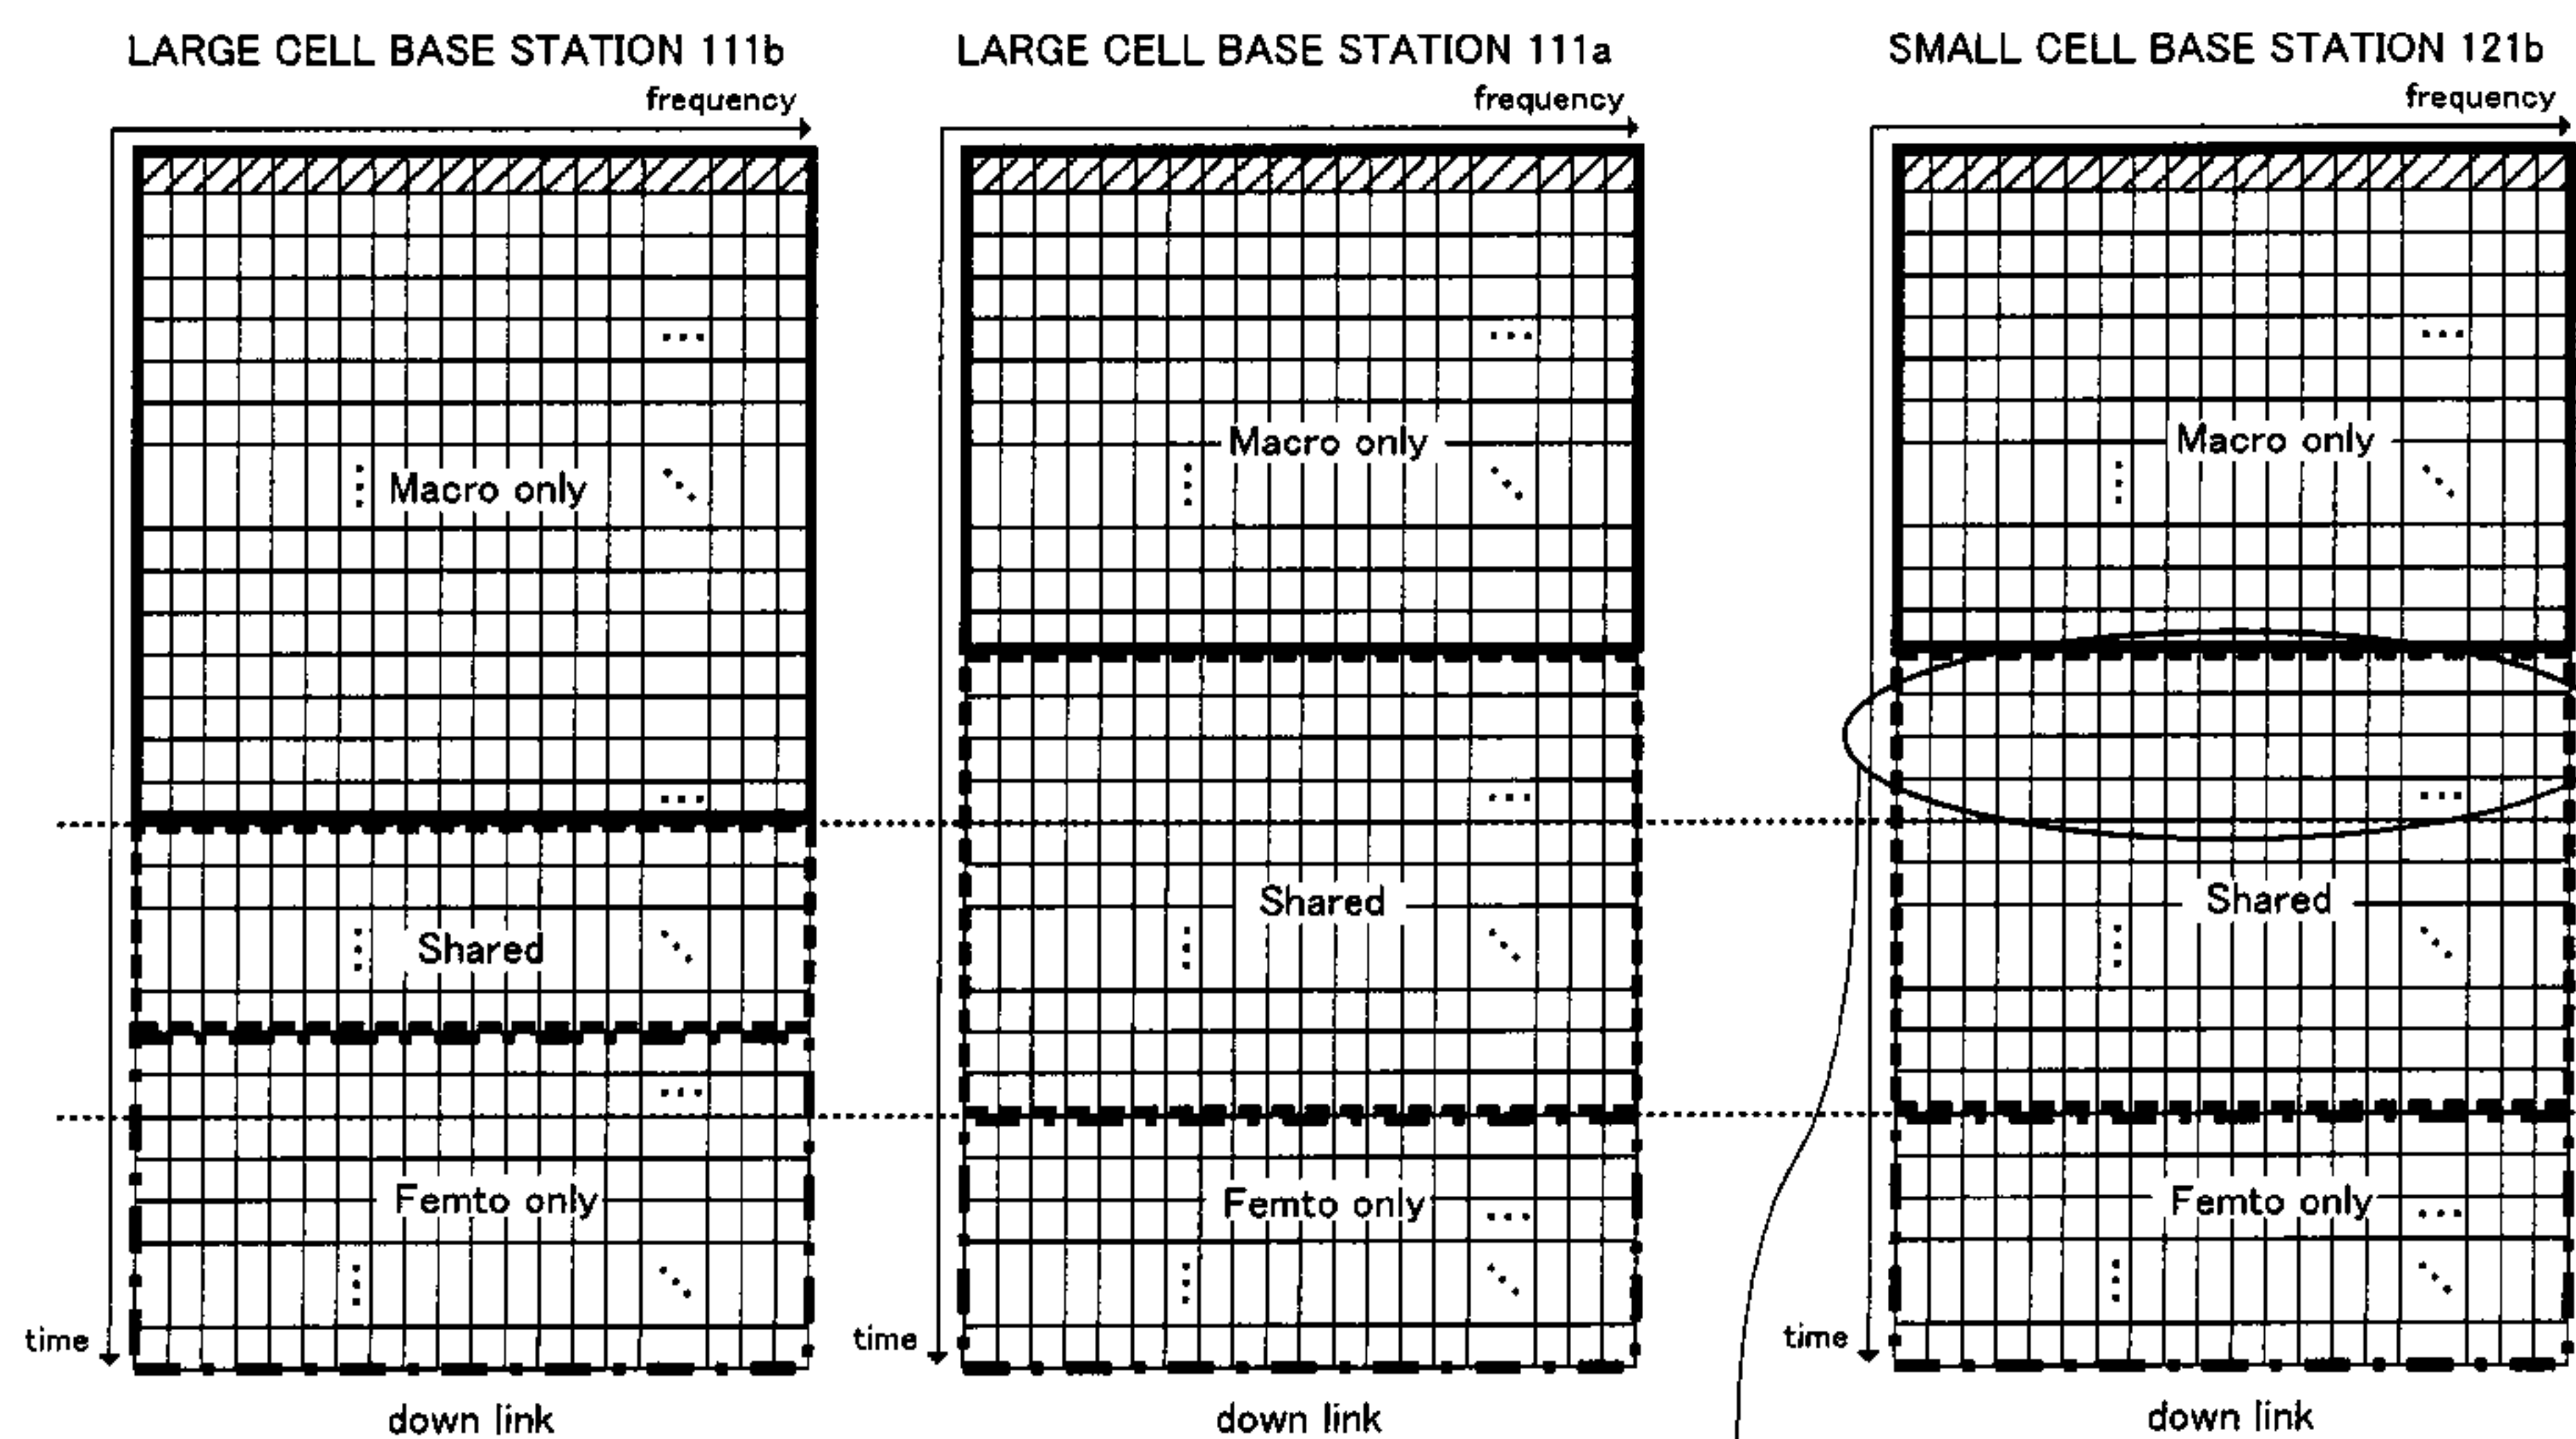 LARGE CELL BASE STATION 111b
frequency
Macro only
Shared
Femto only
time
down link
LARGE CELL BASE STATION 111a
frequency
Macro only
Shared
Femto only
time
down link
SMALL CELL BASE STATION 121b
frequency
Macro only
Shared
Femto only
time
down link